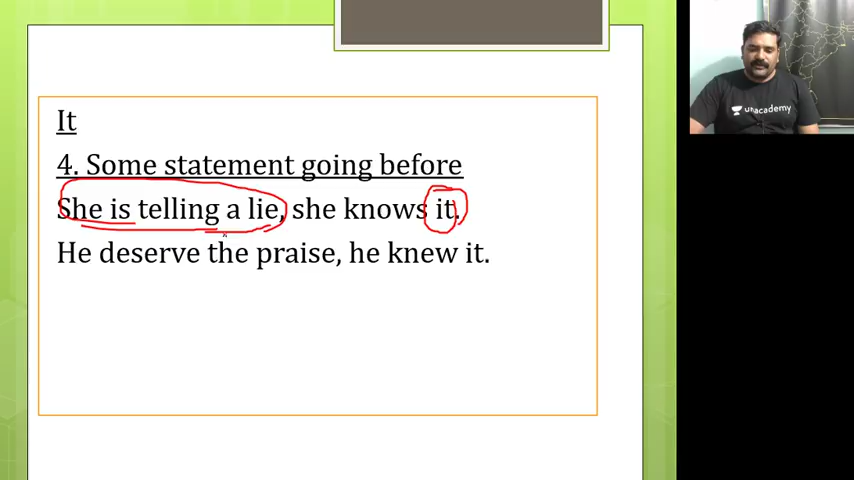 It
4. Some statement going before
She is telling a lie, she knows it.
He deserve the praise, he knew it.
unacademy